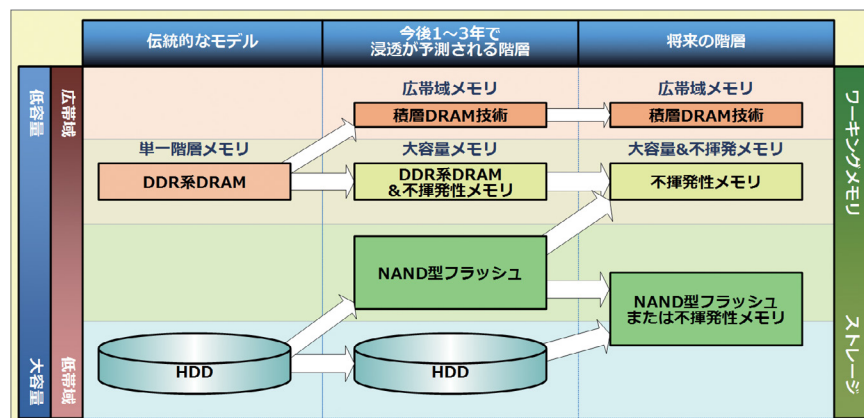 伝統的なモデル
今後1～3年で
浸透が予測される階層
将来の階層
低容量
大容量
広帯域
低帯域
ワーキングメモリ
ストレージ
広帯域メモリ
積層DRAM技術
広帯域メモリ
積層DRAM技術
単一階層メモリ
DDR系DRAM
大容量メモリ
DDR系DRAM
&不揮発性メモリ
大容量&不揮発メモリ
不揮発性メモリ
NAND型フラッシュ
NAND型フラッシュ
または不揮発性メモリ
HDD
HDD